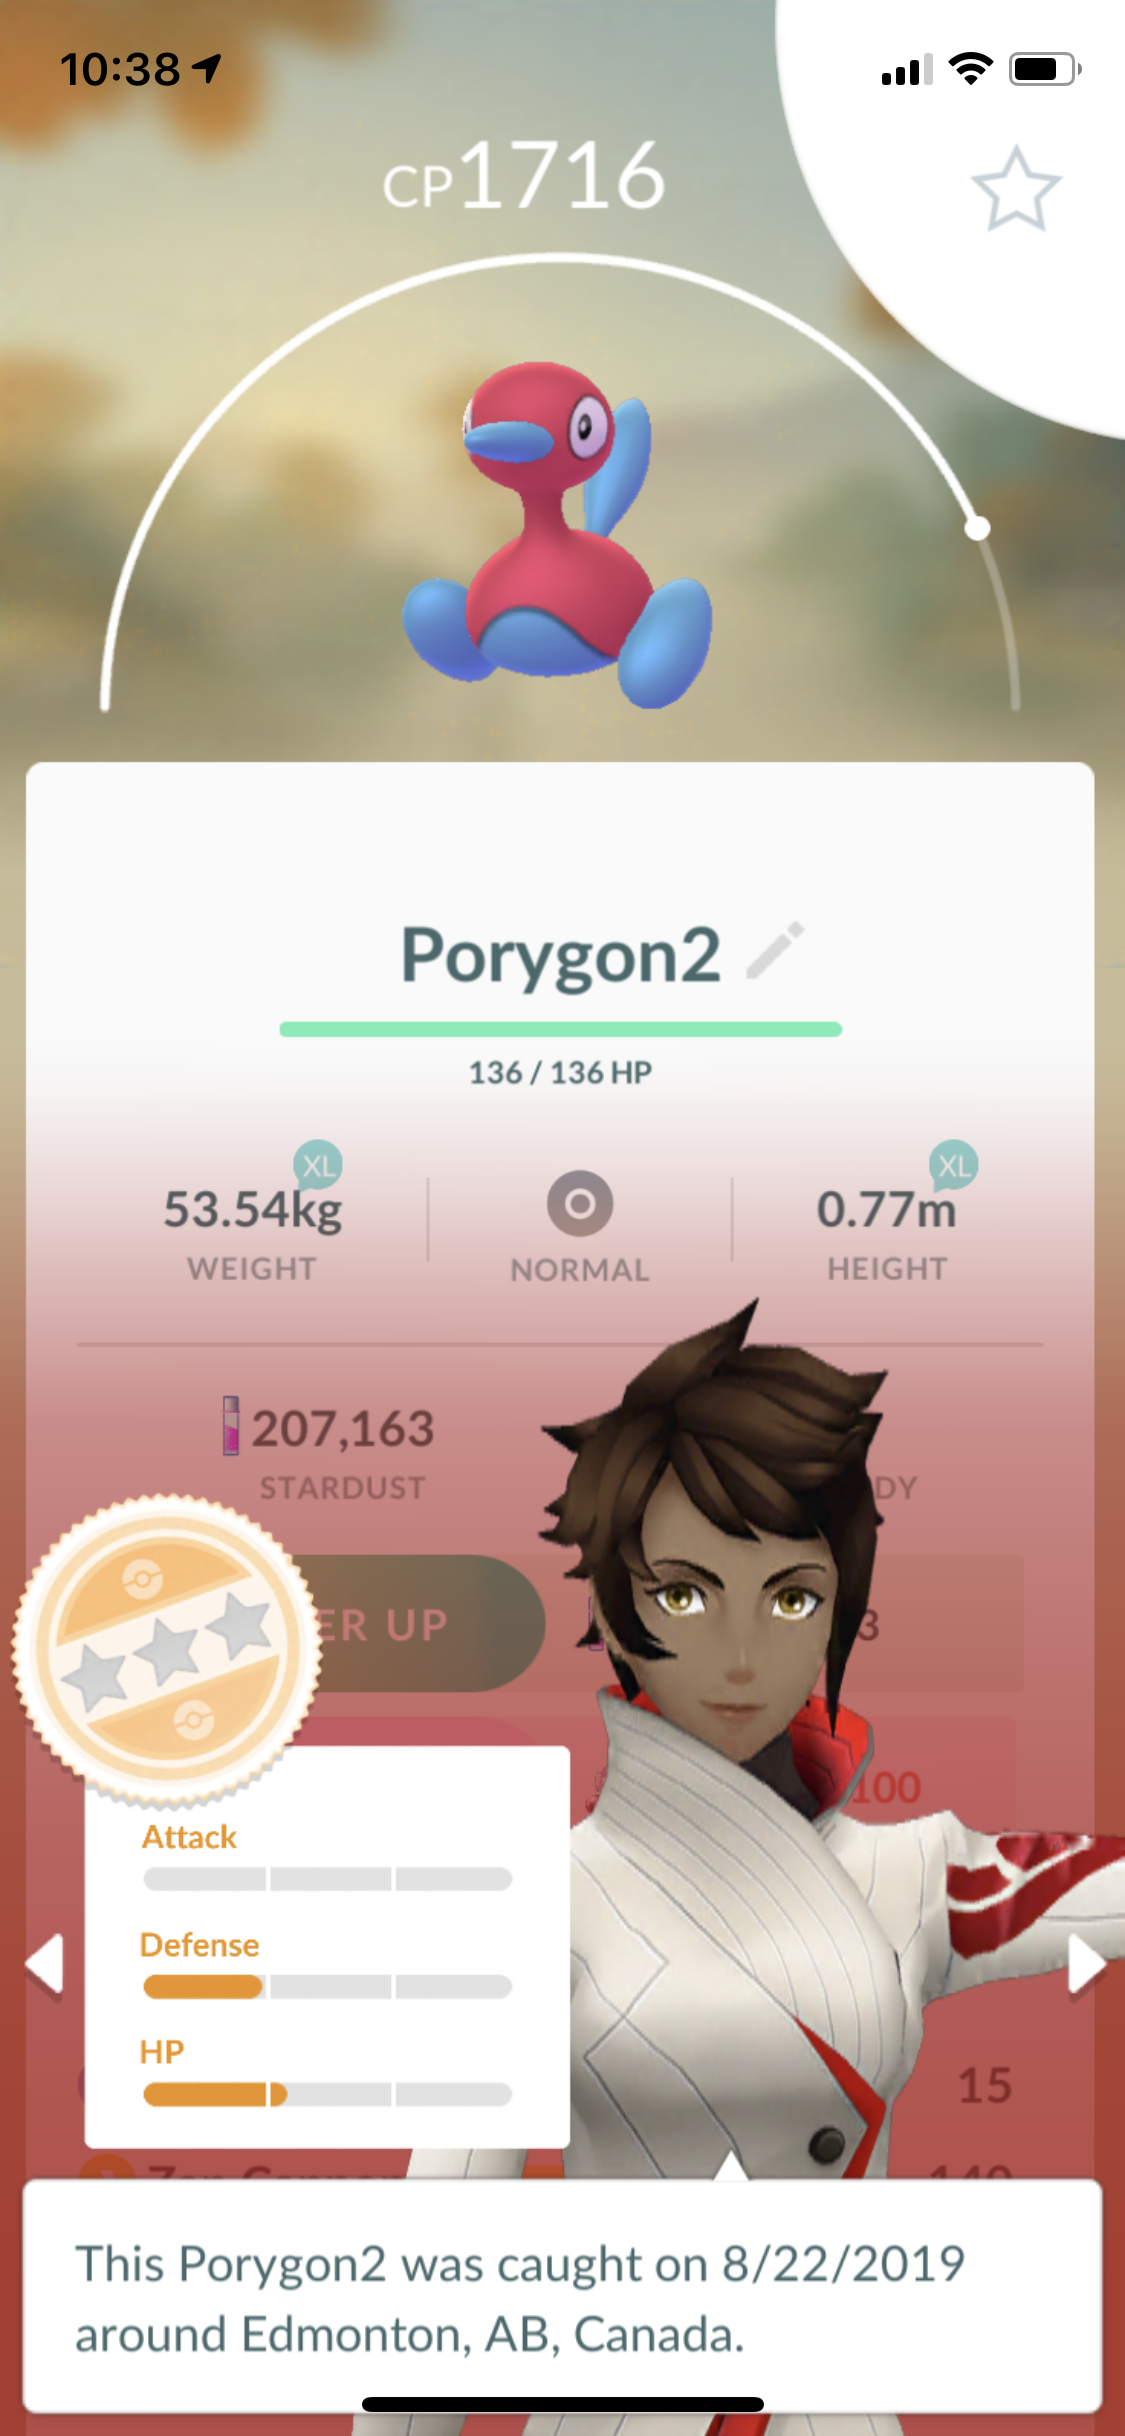 10:38
CP1716
Porygon2
136 / 136 HP
XL
XL
53.54kg
0.77m
WEIGHT
NORMAL
HEIGHT
207,163
STARDUST
DY
ER UP
3
100
Attack
Defense
HP
15
140
This Porygon2 was caught on 8/22/2019
around Edmonton, AB, Canada.